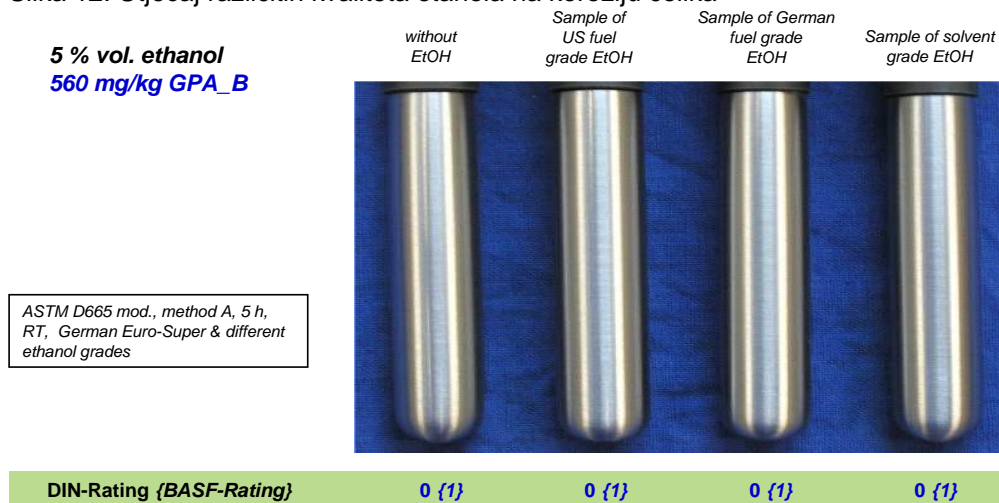 5 % vol. ethanol
560 mg/kg GPA_B
without
EtOH
Sample of
US fuel
grade EtOH
Sample of German
fuel grade
EtOH
Sample of solvent
grade EtOH
ASTM D665 mod., method A, 5 h,
RT, German Euro-Super & different
ethanol grades
DIN-Rating {BASF-Rating} 0 {1} 0 {1} 0 {1} 0 {1}